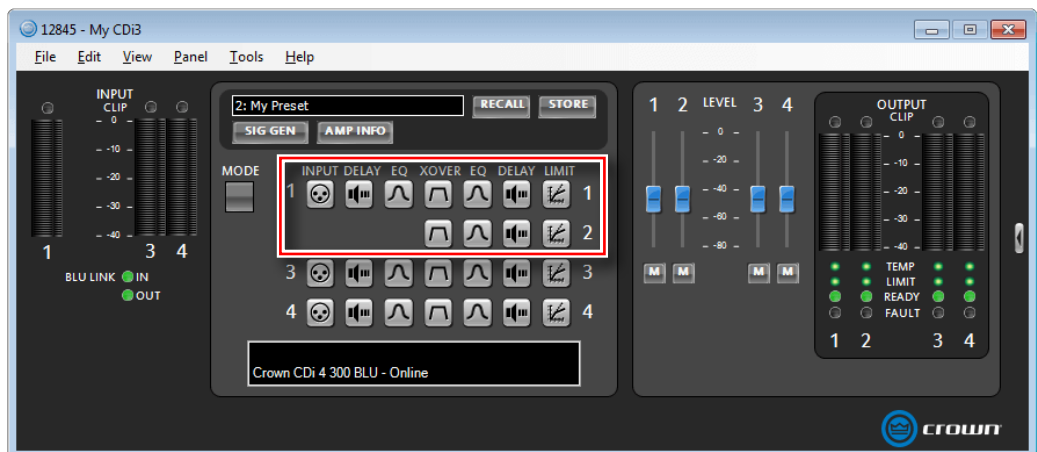 12845 - My CDi3
File Edit View Panel Tools Help
INPUT
CLIP
- 0 -
- -10 -
- -20 -
- -30 -
- -40 -
1 3 4
BLU LINK IN
OUT
2: My Preset RECALL STORE
SIG GEN AMP INFO
MODE
INPUT DELAY EQ XOVER EQ DELAY LIMIT
1 1
2
3 3
4 4
Crown CDi 4 300 BLU - Online
1 2 LEVEL 3 4
- 0 -
- -20 -
- -40 -
- -60 -
- -80 -
M M M M
OUTPUT
CLIP
- 0 -
- -10 -
- -20 -
- -30 -
- -40 -
TEMP
LIMIT
READY
FAULT
1 2 3 4
crown